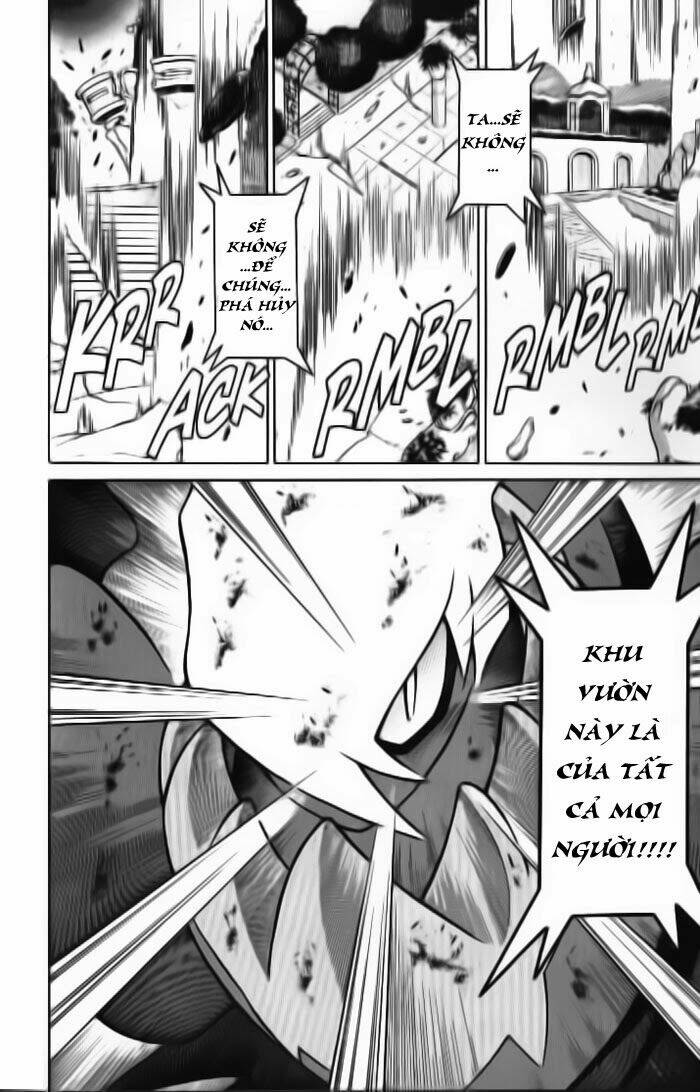 TA...SẼ
KHÔNG
...
SẼ
KHÔNG
...ĐỂ
CHÚNG...
PHÁ HỦY
NÓ...
RMBL
RMBL
RMBL
KRR
ACK
KHU
VƯỜN
NÀY LÀ
CỦA TẤT
CẢ MỌI
NGƯỜI!!!!